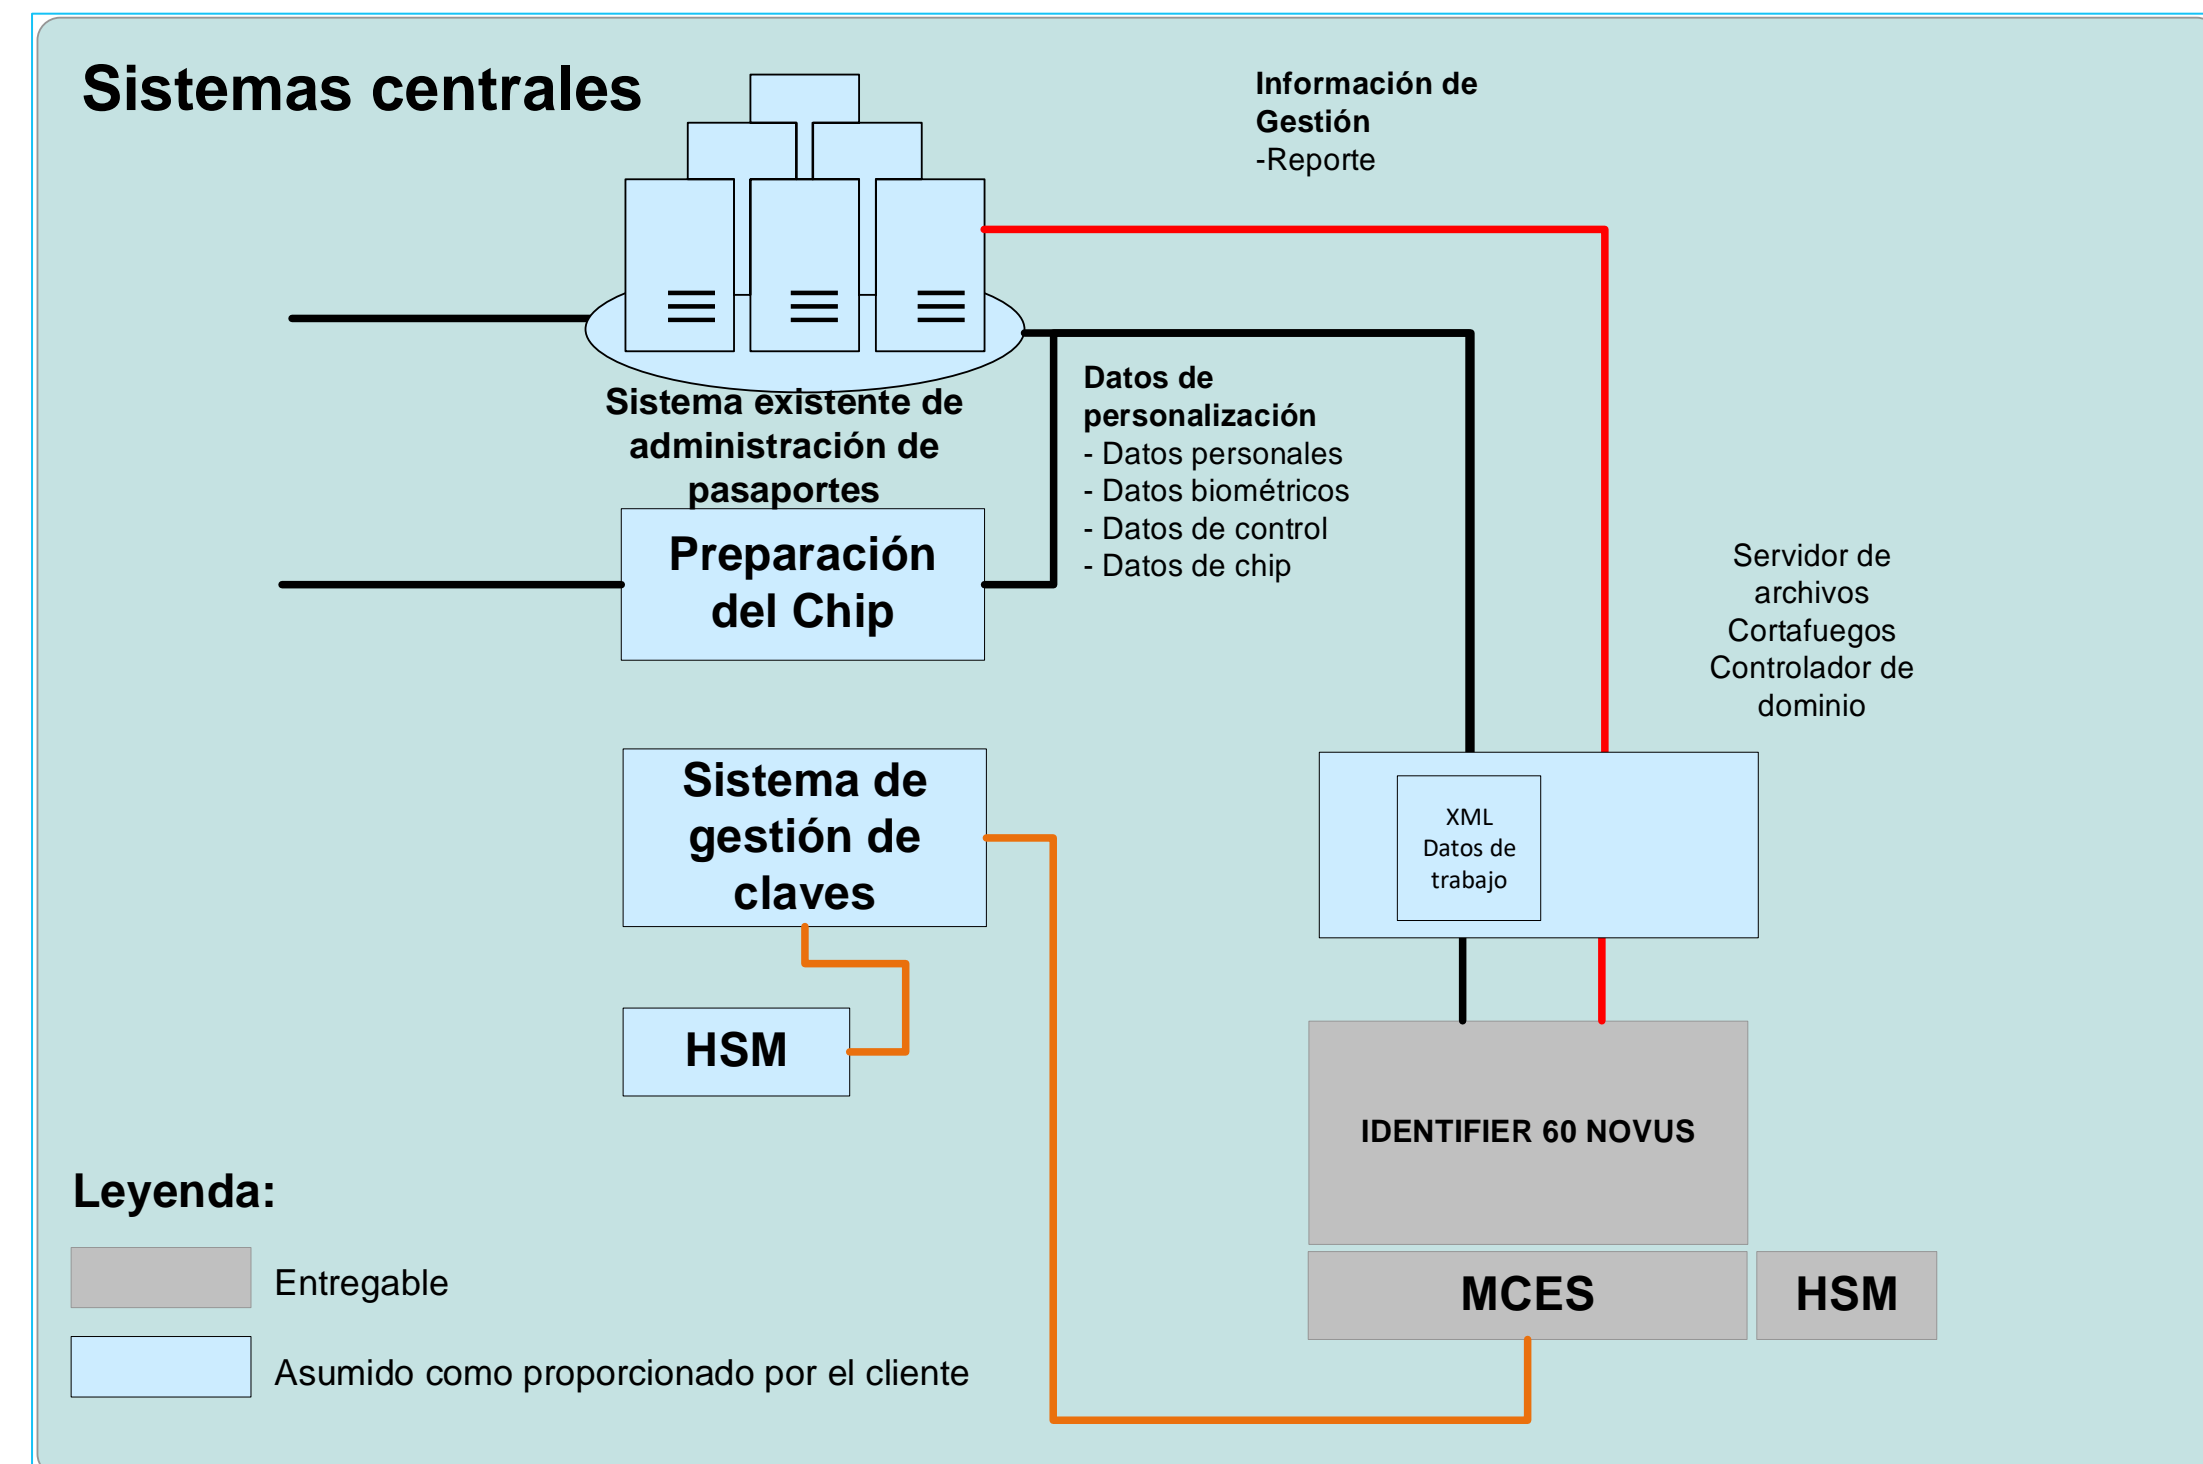 Sistemas centrales
Información de
Gestión
-Reporte
Sistema existente de
administración de
pasaportes
Datos de
personalización
- Datos personales
- Datos biométricos
- Datos de control
- Datos de chip
Preparación
del Chip
Servidor de
archivos
Cortafuegos
Controlador de
dominio
Sistema de
gestión de
claves
XML
Datos de
trabajo
HSM
IDENTIFIER 60 NOVUS
MCES
HSM
Leyenda:
Entregable
Asumido como proporcionado por el cliente